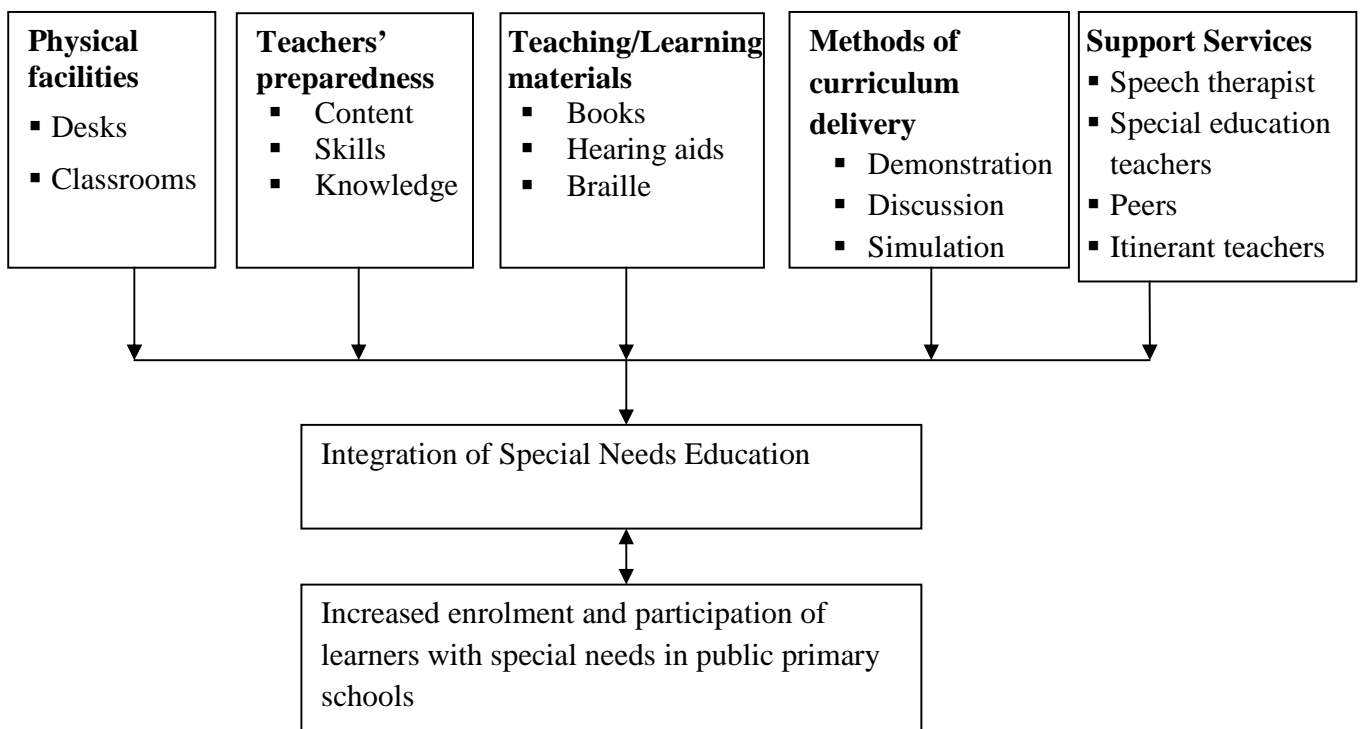 Physical
facilities
▪ Desks
▪ Classrooms
Teachers’
preparedness
▪ Content
▪ Skills
▪ Knowledge
Teaching/Learning
materials
▪ Books
▪ Hearing aids
▪ Braille
Methods of
curriculum
delivery
▪ Demonstration
▪ Discussion
▪ Simulation
Support Services
▪ Speech therapist
▪ Special education
teachers
▪ Peers
▪ Itinerant teachers
Integration of Special Needs Education
Increased enrolment and participation of
learners with special needs in public primary
schools